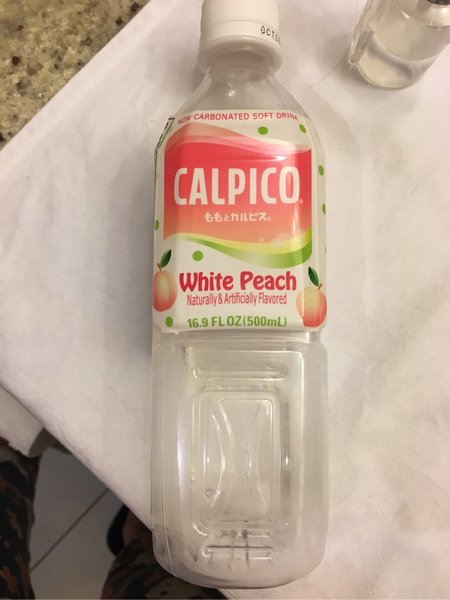 NON-CARBONATED SOFT DRINK
CALPICO®
ももとカルピス®
White Peach
Naturally & Artificially Flavored
16.9 FL OZ (500mL)